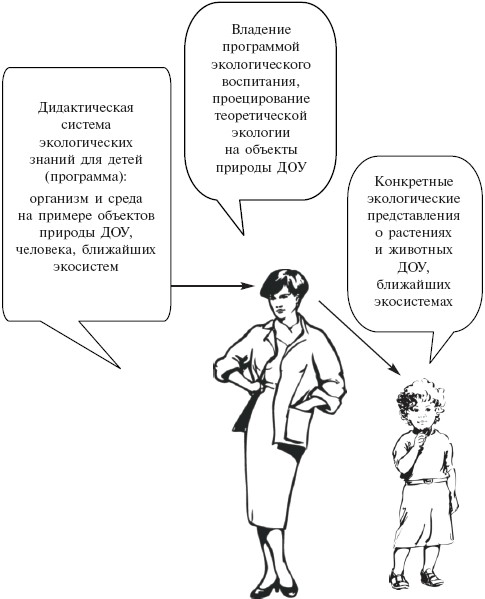 Дидактическая
система
экологических
знаний для детей
(программа):
организм и среда
на примере объектов
природы ДОУ,
человека, ближайших
экосистем
Владение
программой
экологического
воспитания,
проецирование
теоретической
экологии
на объекты
природы ДОУ
Конкретные
экологические
представления
о растениях
и животных
ДОУ,
ближайших
экосистемах